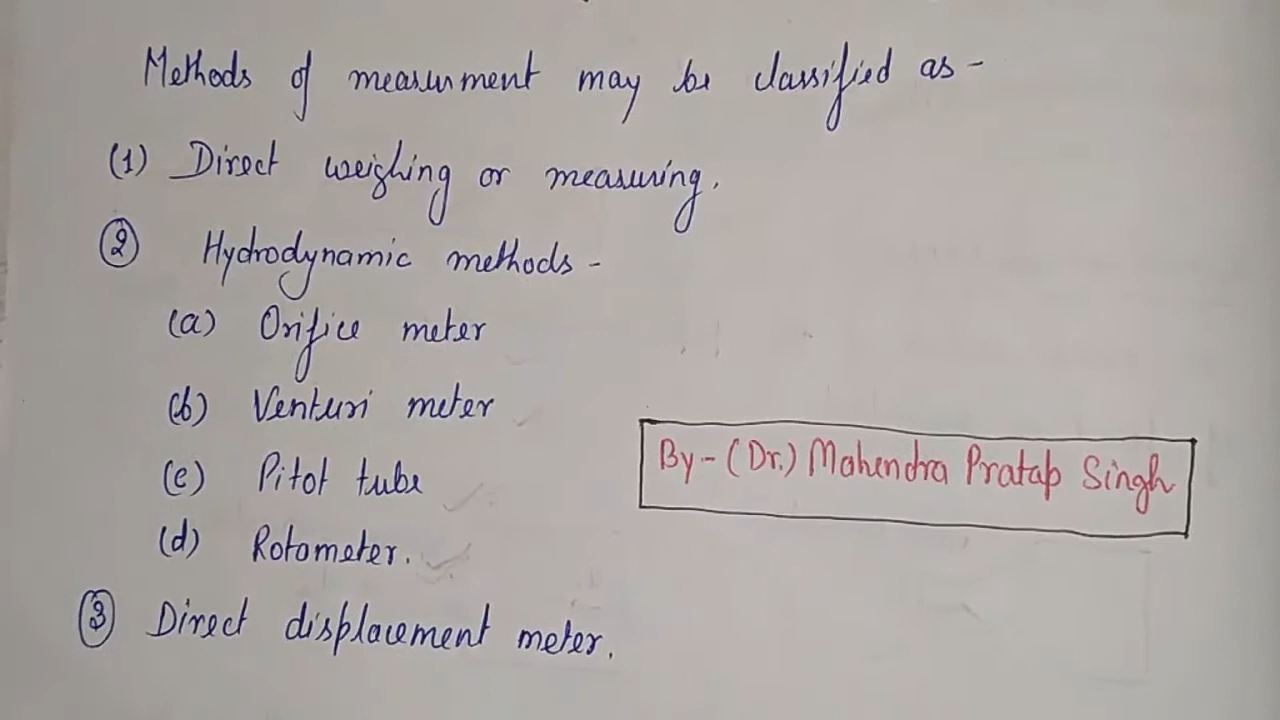 Methods of measurment may be classified as -
(1) Direct weighing or measuring.
② Hydrodynamic methods -
(a) Orifice meter
(b) Venturi meter
(c) Pitot tube
By - (Dr.) Mahendra Pratap Singh
(d) Rotometer.
③ Direct displacement meter.